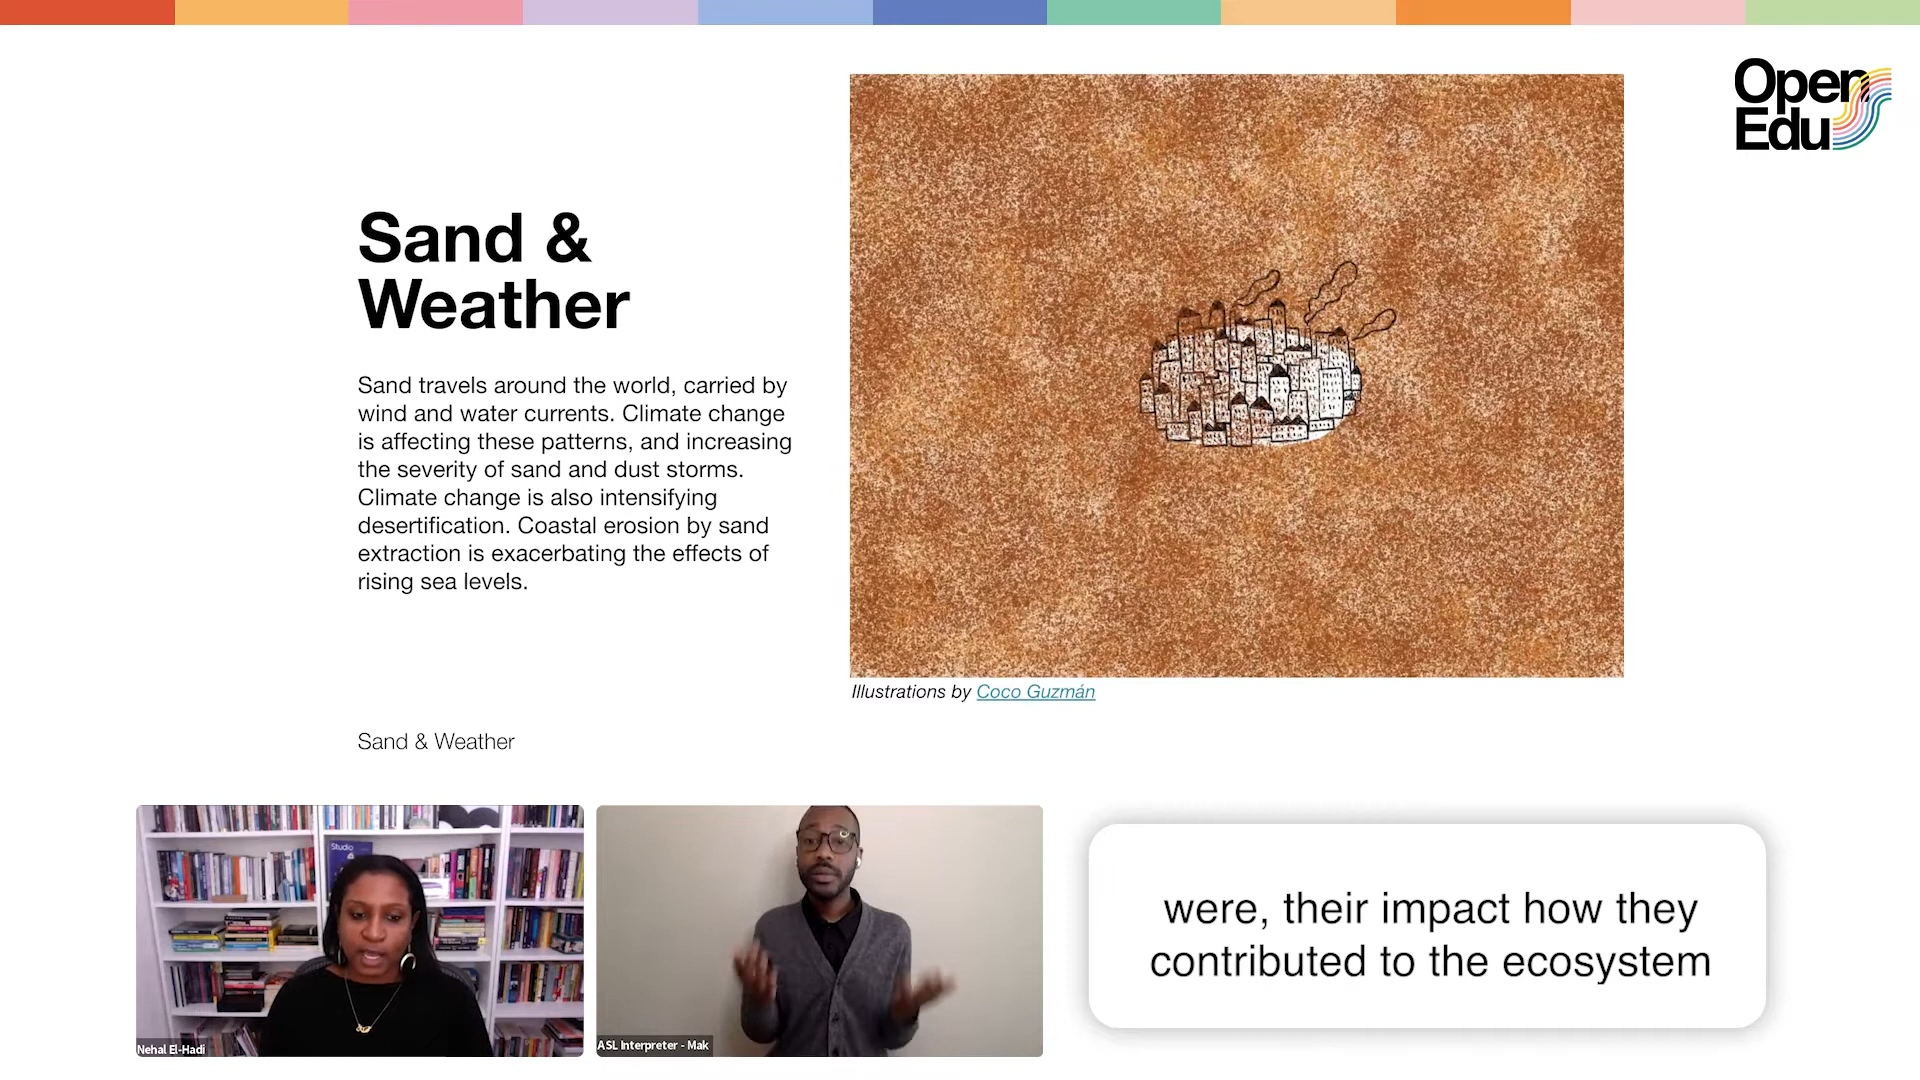 Open
Edu
Sand &
Weather
Sand travels around the world, carried by
wind and water currents. Climate change
is affecting these patterns, and increasing
the severity of sand and dust storms.
Climate change is also intensifying
desertification. Coastal erosion by sand
extraction is exacerbating the effects of
rising sea levels.
Illustrations by Coco Guzmán
Sand & Weather
Studio
Nehal El-Hadi
ASL Interpreter - Mak
were, their impact how they
contributed to the ecosystem